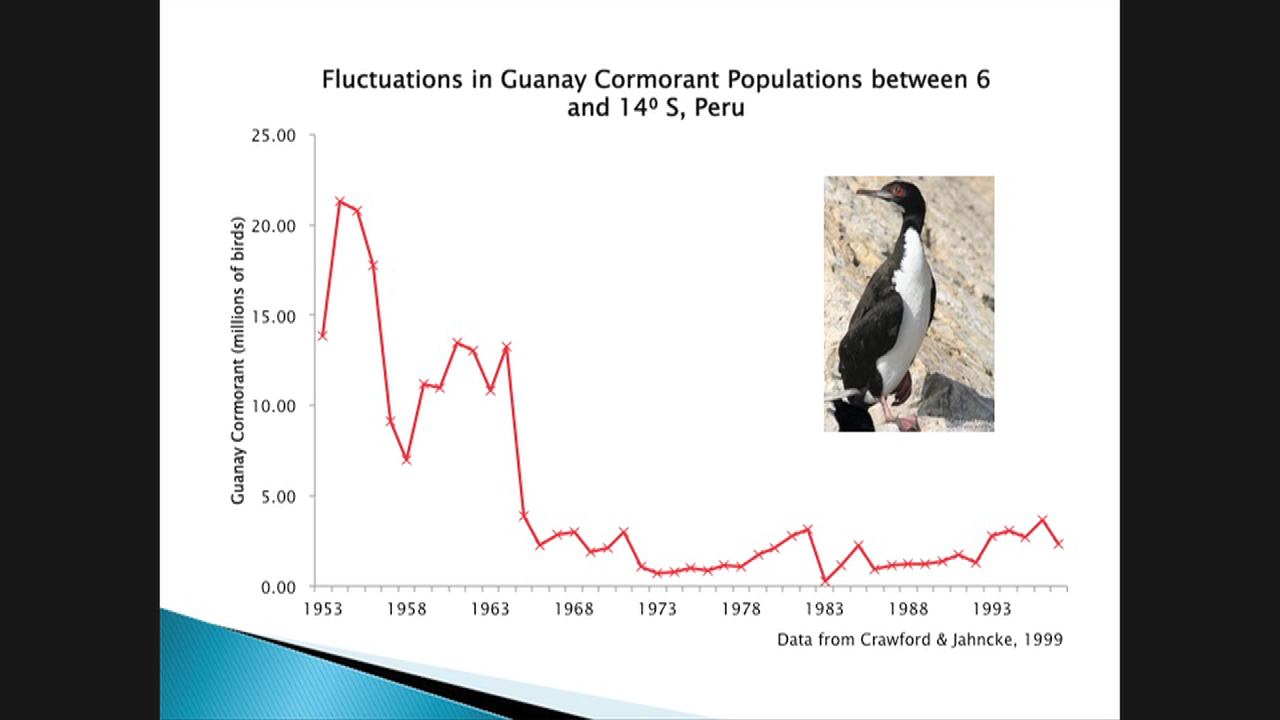 Fluctuations in Guanay Cormorant Populations between 6
and 14⁰ S, Peru
Guanay Cormorant (millions of birds)
25.00
20.00
15.00
10.00
5.00
0.00
1953 1958 1963 1968 1973 1978 1983 1988 1993
Data from Crawford & Jahncke, 1999